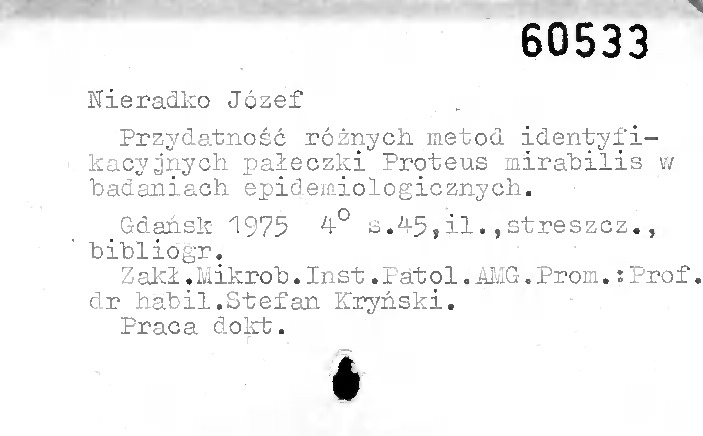 60533
Nieradko Józef
Przydatność różnych metod identyfi-
kacyjnych pałeczki Proteus mirabilis w
badaniach epidemiologicznych.
Gdańsk 1975 4° s.45,il.,streszcz.,
bibliogr.
Zakł.Mikrob.Inst.Patol.AMG.Prom.:Prof.
dr habil.Stefan Kryński.
Praca dokt.